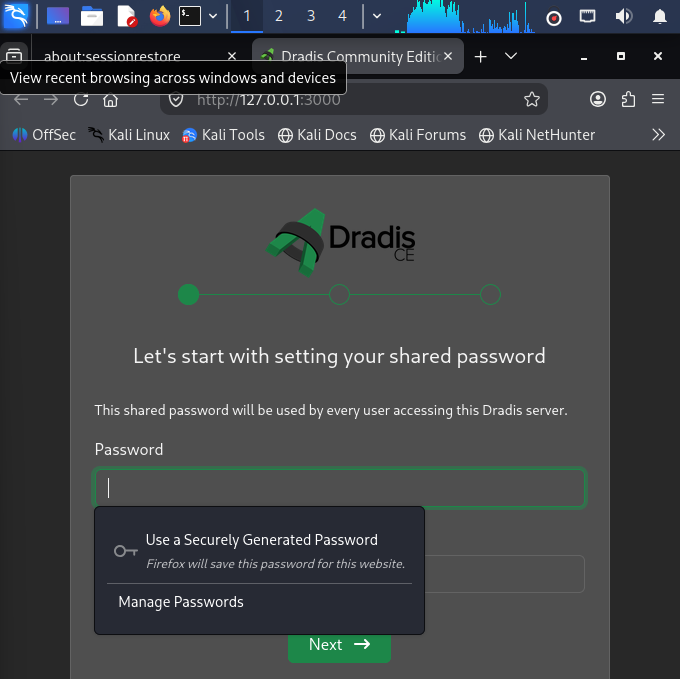 1 2 3 4
about:sessionrestore
Dradis Community Editi
View recent browsing across windows and devices
http://127.0.0.1:3000
OffSec Kali Linux Kali Tools Kali Docs Kali Forums Kali NetHunter
Dradis
CE
Let's start with setting your shared password
This shared password will be used by every user accessing this Dradis server.
Password
Use a Securely Generated Password
Firefox will save this password for this website.
Manage Passwords
Next